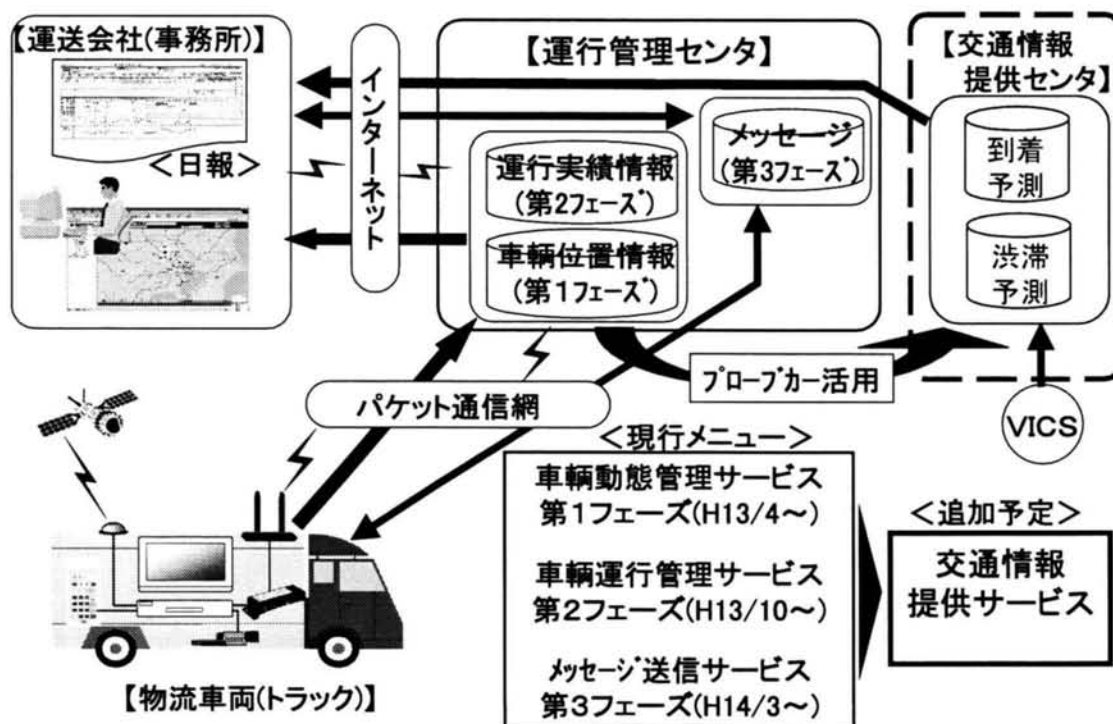 【運送会社(事務所)】
＜日報＞
インターネット
【運行管理センタ】
メッセージ
(第3フェーズ)
運行実績情報
(第2フェーズ)
車輌位置情報
(第1フェーズ)
【交通情報
提供センタ】
到着
予測
渋滞
予測
プローブカー活用
VICS
パケット通信網
【物流車両(トラック)】
＜現行メニュー＞
車輌動態管理サービス
第1フェーズ(H13/4～)
車輌運行管理サービス
第2フェーズ(H13/10～)
メッセージ送信サービス
第3フェーズ(H14/3～)
＜追加予定＞
交通情報
提供サービス